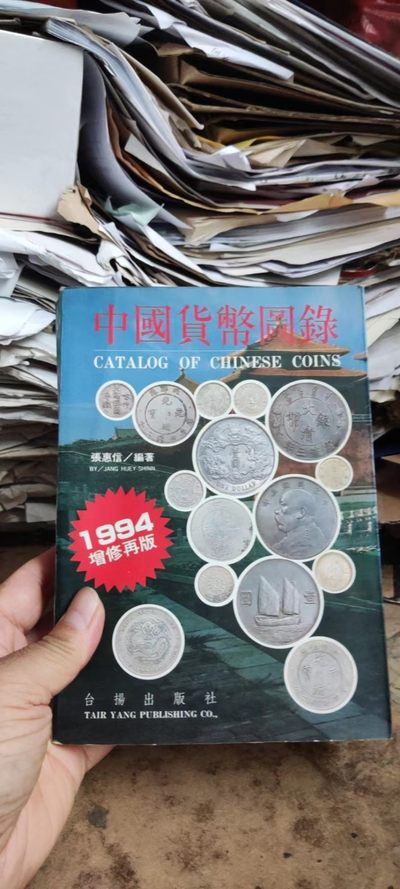 中國貨幣圖錄
CATALOG OF CHINESE COINS
張惠信／編著
BY／JANG HUEY-SHINN
1994
增修再版
台揚出版社
TAIR YANG PUBLISHING CO.,